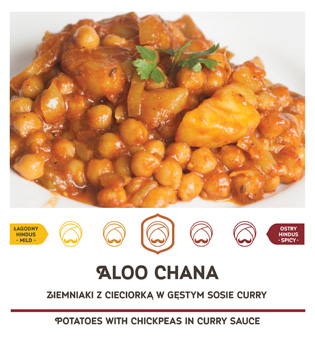 ŁAGODNY
HINDUS
- MILD -
OSTRY
HINDUS
- SPICY -
ALOO CHANA
ZIEMNIAKI Z CIECIORKĄ W GĘSTYM SOSIE CURRY
POTATOES WITH CHICKPEAS IN CURRY SAUCE